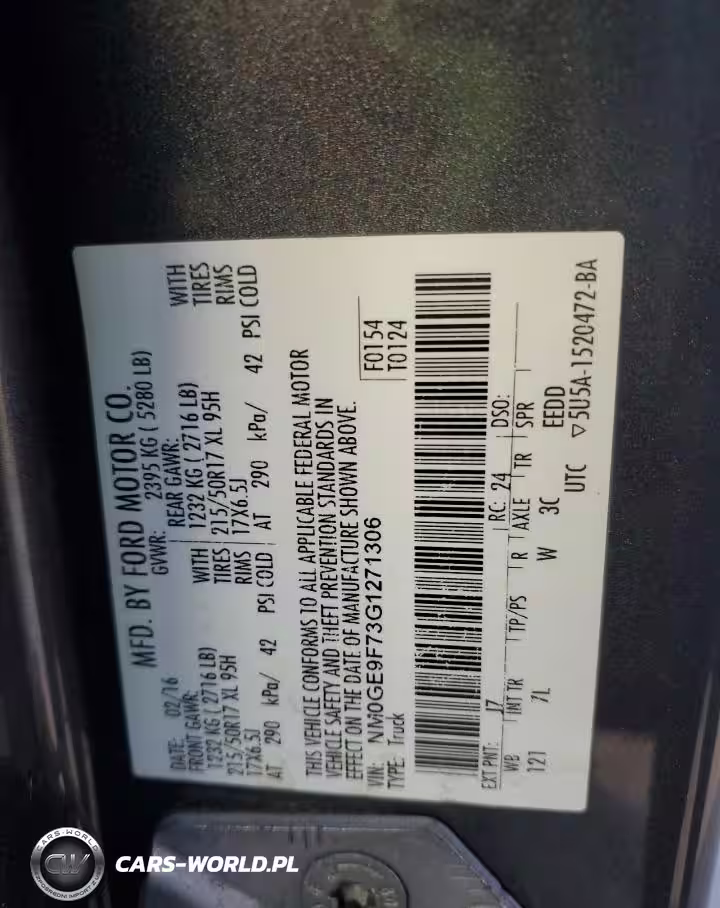 MFD. BY FORD MOTOR CO.
DATE: 02/16 GVWR: 2395 KG ( 5280 LB)
FRONT GAWR: REAR GAWR:
1232 KG ( 2716 LB) WITH 1232 KG ( 2716 LB) WITH
215/50R17 XL 95H TIRES 215/50R17 XL 95H TIRES
17X6.5J RIMS 17X6.5J RIMS
AT 290 kPa/ 42 PSI COLD AT 290 kPa/ 42 PSI COLD
THIS VEHICLE CONFORMS TO ALL APPLICABLE FEDERAL MOTOR
VEHICLE SAFETY AND THEFT PREVENTION STANDARDS IN
EFFECT ON THE DATE OF MANUFACTURE SHOWN ABOVE.
VIN: NM0GE9F73G1271306 F0154
TYPE: Truck T0124
EXT PNT: J7 RC: 24 DSO:
WB INT TR TP/PS R AXLE TR SPR
121 7L W 3C EEDD
UTC ▽5U5A-1520472-BA
CARS-WORLD
CW
CARS-WORLD.PL